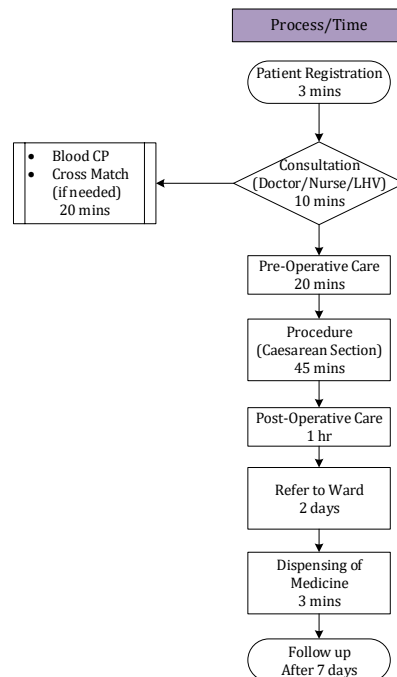 Process/Time
Patient Registration
3 mins
• Blood CP
• Cross Match
(if needed)
20 mins
Consultation
(Doctor/Nurse/LHV)
10 mins
Pre-Operative Care
20 mins
Procedure
(Caesarean Section)
45 mins
Post-Operative Care
1 hr
Refer to Ward
2 days
Dispensing of
Medicine
3 mins
Follow up
After 7 days